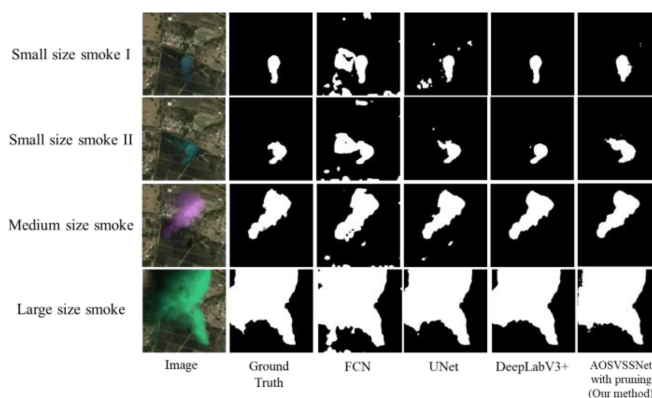 Small size smoke I
Small size smoke II
Medium size smoke
Large size smoke
Image
Ground
Truth
FCN
UNet
DeepLabV3+
AOSVSSNet
with pruning
(Our method)